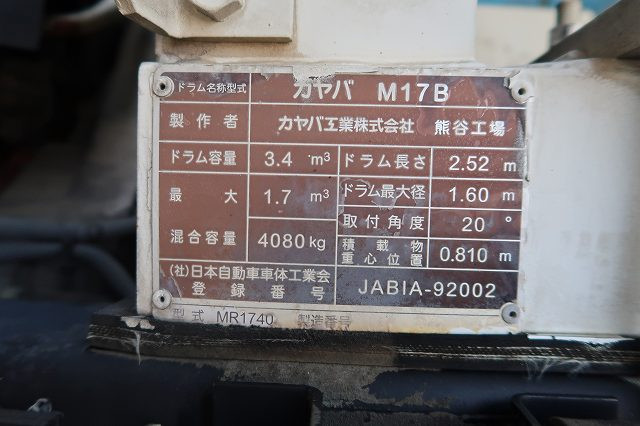 ドラム名称型式 カヤバ M17B
製作者 カヤバ工業株式会社 熊谷工場
ドラム容量 3.4 m³ ドラム長さ 2.52 m
最大混合容量 1.7 m³ ドラム最大径 1.60 m
取付角度 20 °
4080kg 積載物重心位置 0.810 m
(社)日本自動車車体工業会
登録番号 JABIA-92002
型式 MR1740 製造番号